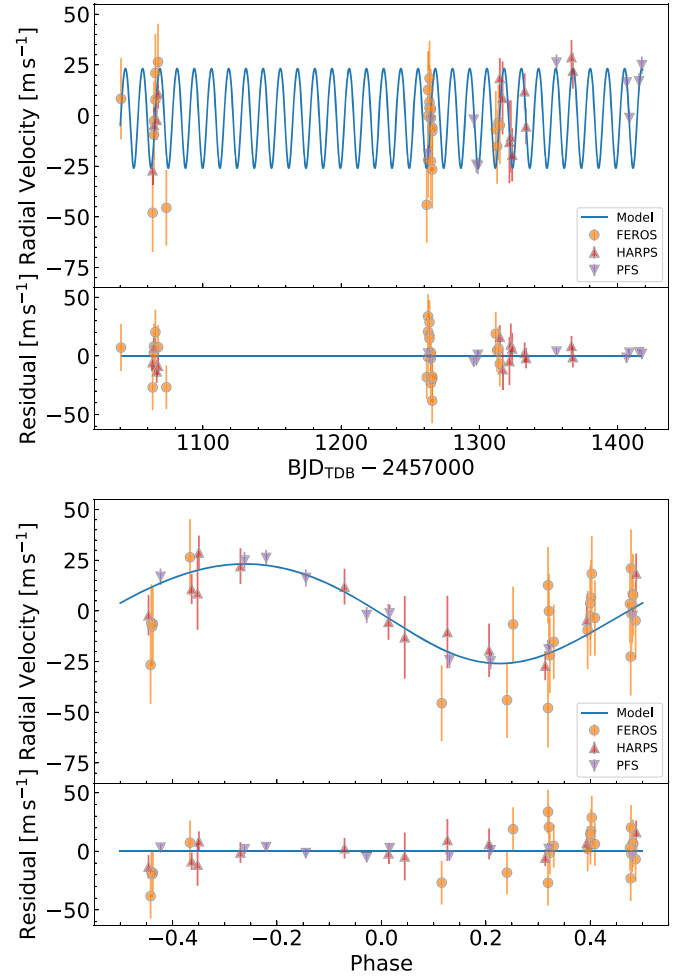 50
25
0
−25
−50
−75
Radial Velocity [m s−1]
Model
FEROS
HARPS
PFS
50
0
−50
Residual [m s−1]
1100 1200 1300 1400
BJDTDB − 2457000
50
25
0
−25
−50
−75
Radial Velocity [m s−1]
Model
FEROS
HARPS
PFS
50
0
−50
Residual [m s−1]
−0.4 −0.2 0.0 0.2 0.4
Phase